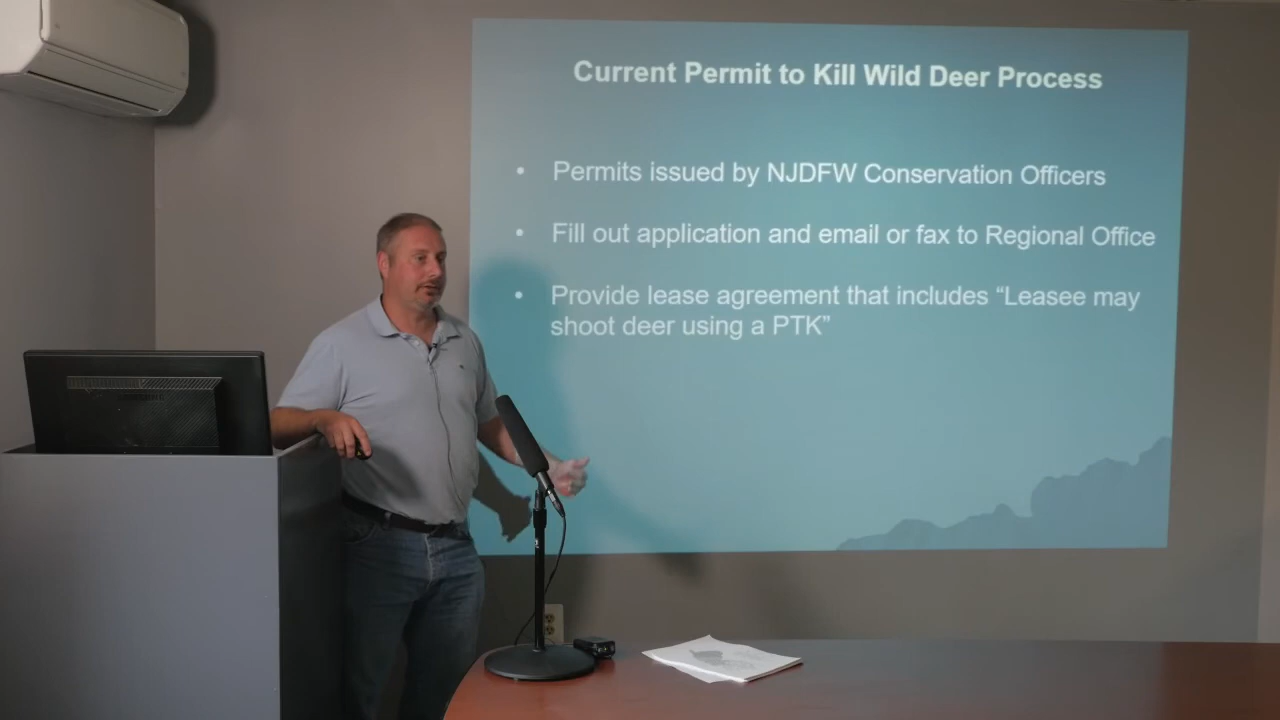 Current Permit to Kill Wild Deer Process
• Permits issued by NJDFW Conservation Officers
• Fill out application and email or fax to Regional Office
• Provide lease agreement that includes “Leasee may
shoot deer using a PTK”
SAMSUNG